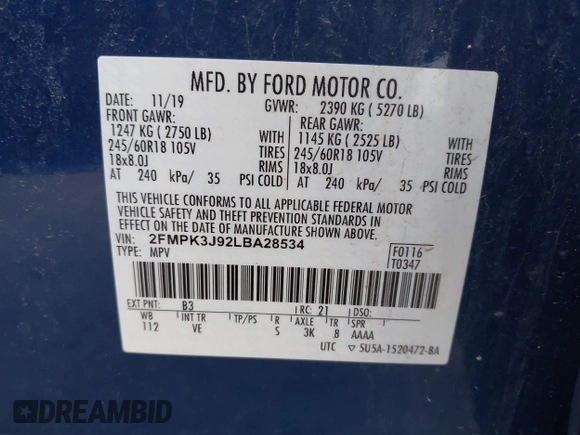 MFD. BY FORD MOTOR CO.
DATE: 11/19 GVWR: 2390 KG ( 5270 LB)
FRONT GAWR: REAR GAWR:
1247 KG ( 2750 LB) WITH 1145 KG ( 2525 LB) WITH
245/60R18 105V TIRES 245/60R18 105V TIRES
18x8.0J RIMS 18x8.0J RIMS
AT 240 kPa/ 35 PSI COLD AT 240 kPa/ 35 PSI COLD
THIS VEHICLE CONFORMS TO ALL APPLICABLE FEDERAL MOTOR
VEHICLE SAFETY AND THEFT PREVENTION STANDARDS IN
EFFECT ON THE DATE OF MANUFACTURE SHOWN ABOVE.
VIN: 2FMPK3J92LBA28534 F0116
TYPE: MPV T0347
EXT PNT: B3 RC: 21 DSO:
WB INT TR TP/PS R AXLE TR SPR
112 VE S 3K 8 AAAA
UTC ▽ 5U5A-1520472-BA
DREAMBID